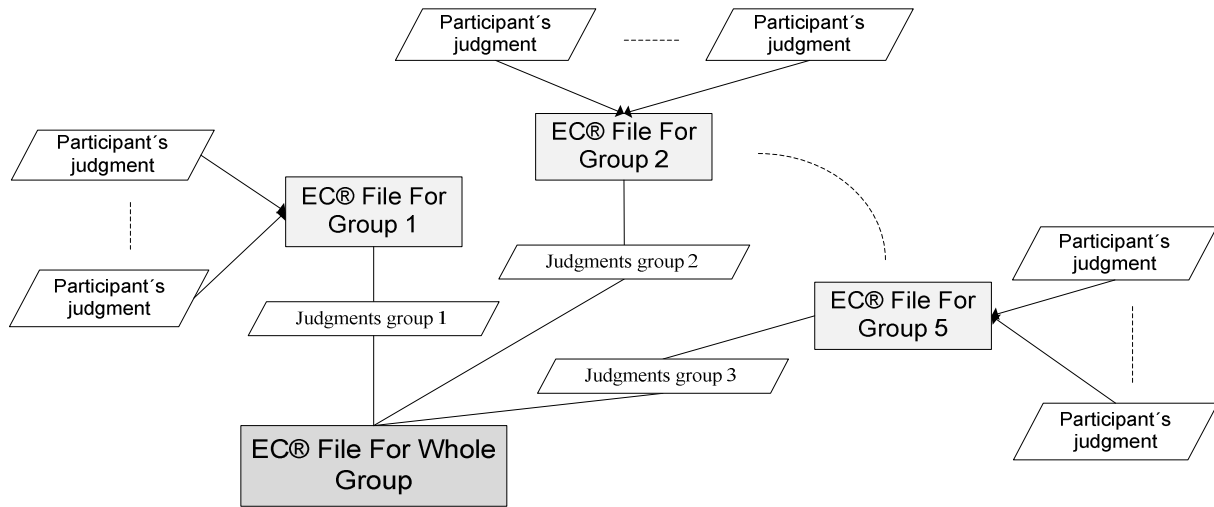 Participant´s
judgment
Participant´s
judgment
EC® File For
Group 2
Participant´s
judgment
EC® File For
Group 1
Participant´s
judgment
Judgments group 2
Participant´s
judgment
EC® File For
Group 5
Judgments group 1
Judgments group 3
Participant´s
judgment
EC® File For Whole
Group